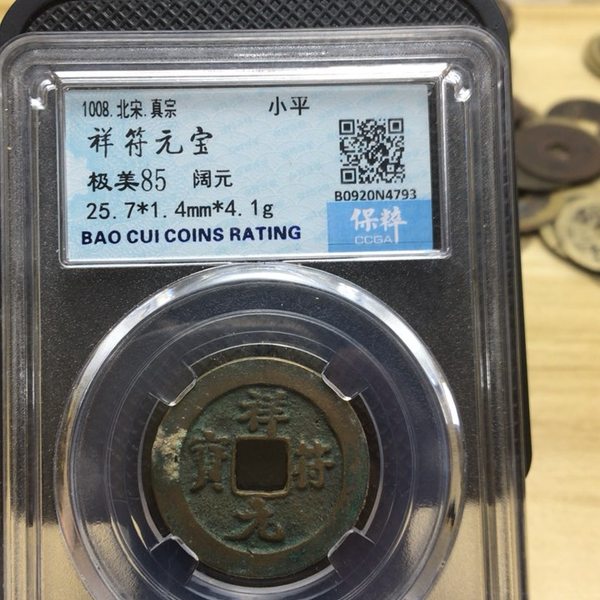 1008.北宋.真宗
小平
祥符元宝
极美85 阔元
25.7*1.4mm*4.1g
B0920N4793
保粹
CCGA
BAO CUI COINS RATING
祥符元寶